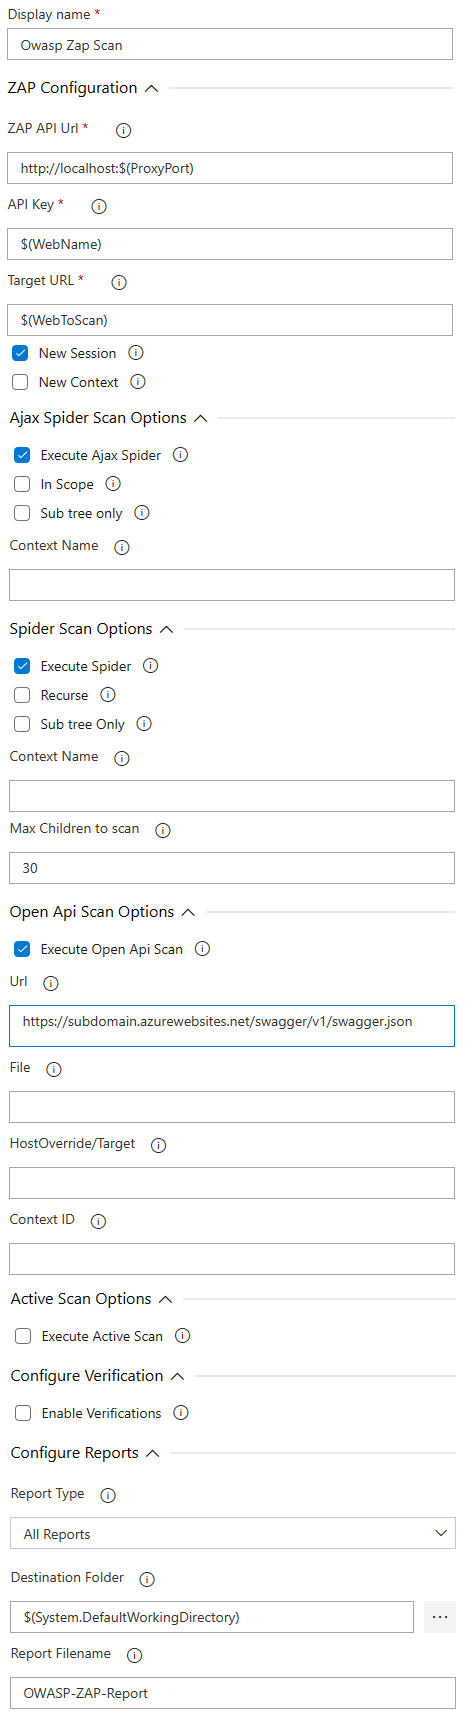 Display name *
Owasp Zap Scan
ZAP Configuration
ZAP API Url *
http://localhost:$(ProxyPort)
API Key *
$(WebName)
Target URL *
$(WebToScan)
New Session
New Context
Ajax Spider Scan Options
Execute Ajax Spider
In Scope
Sub tree only
Context Name
Spider Scan Options
Execute Spider
Recurse
Sub tree Only
Context Name
Max Children to scan
30
Open Api Scan Options
Execute Open Api Scan
Url
https://subdomain.azurewebsites.net/swagger/v1/swagger.json
File
HostOverride/Target
Context ID
Active Scan Options
Execute Active Scan
Configure Verification
Enable Verifications
Configure Reports
Report Type
All Reports
Destination Folder
$(System.DefaultWorkingDirectory)
Report Filename
OWASP-ZAP-Report